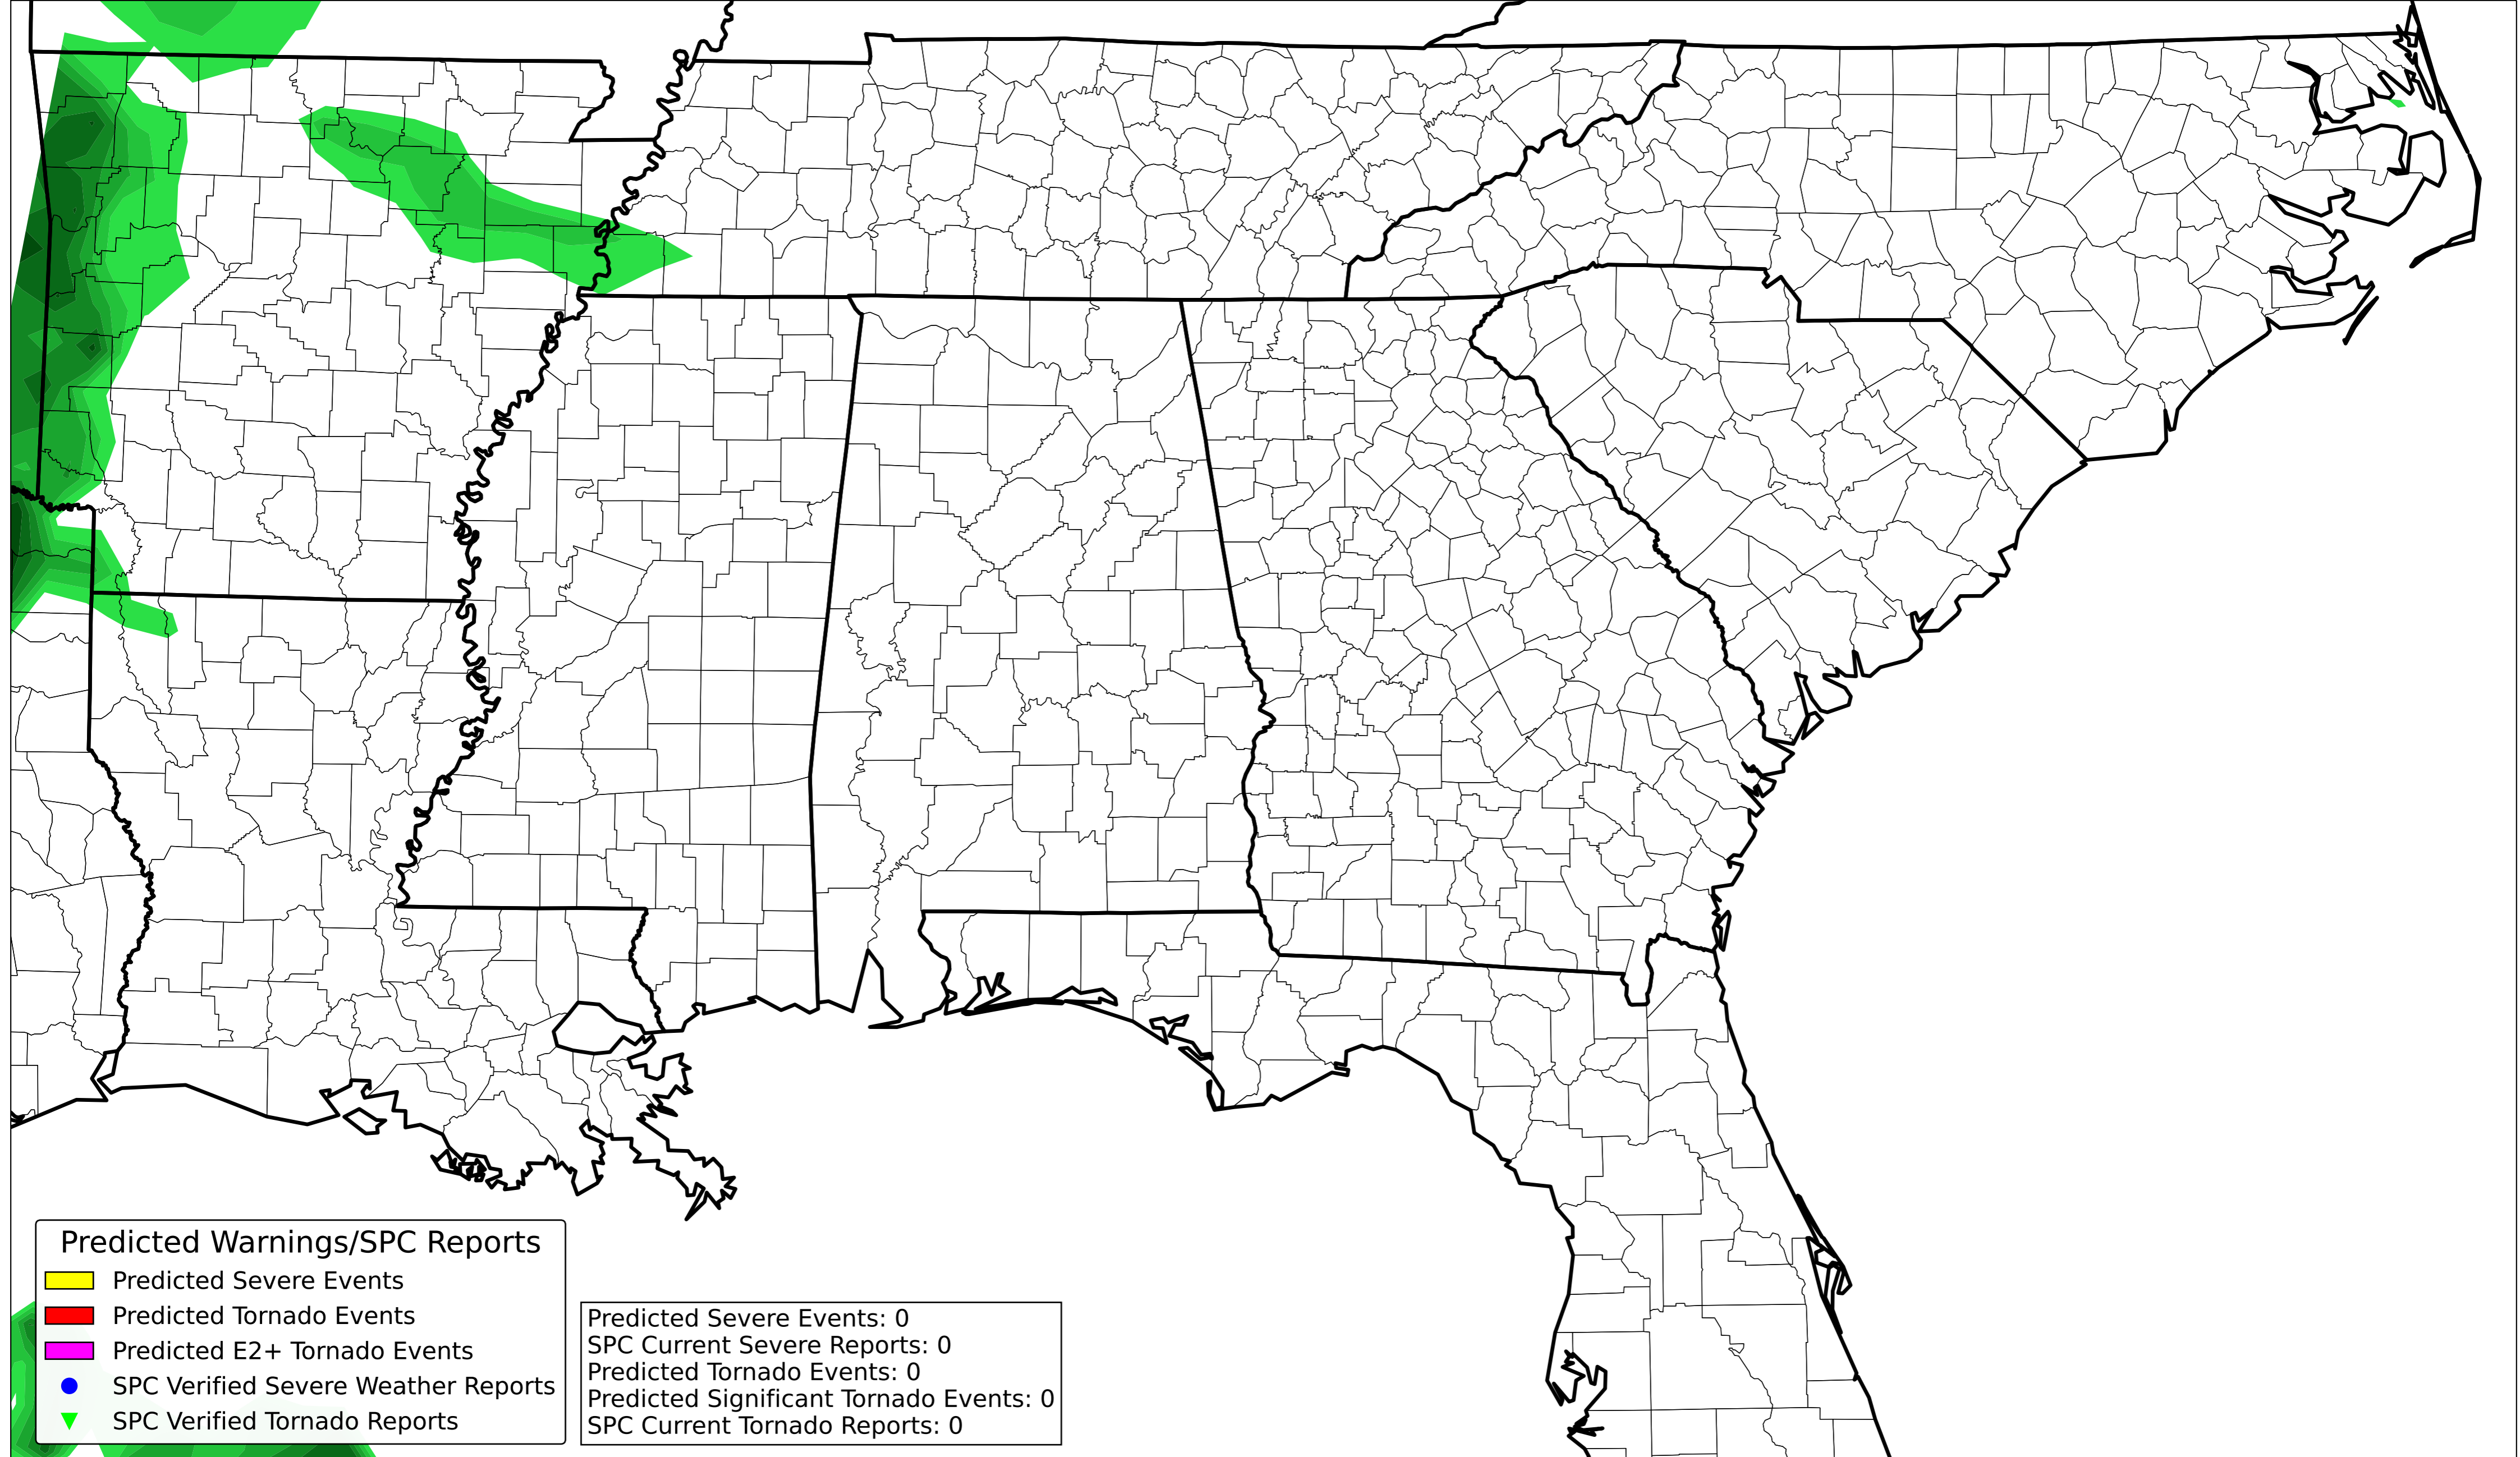 Predicted Warnings/SPC Reports
Predicted Severe Events
Predicted Tornado Events
Predicted E2+ Tornado Events
SPC Verified Severe Weather Reports
SPC Verified Tornado Reports
Predicted Severe Events: 0
SPC Current Severe Reports: 0
Predicted Tornado Events: 0
Predicted Significant Tornado Events: 0
SPC Current Tornado Reports: 0